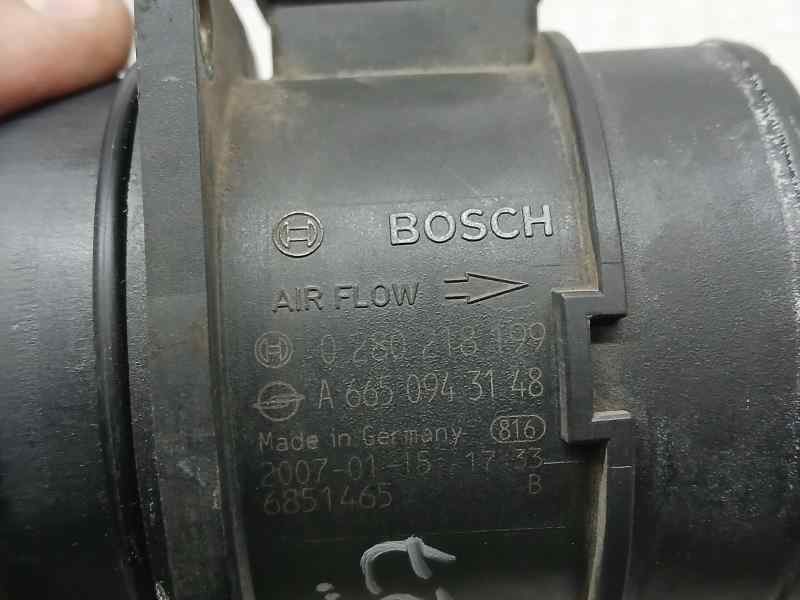 BOSCH
AIR FLOW
0 280 218 199
A 665 094 31 48
Made in Germany 816
2007-01-15 17:33
6851465 B